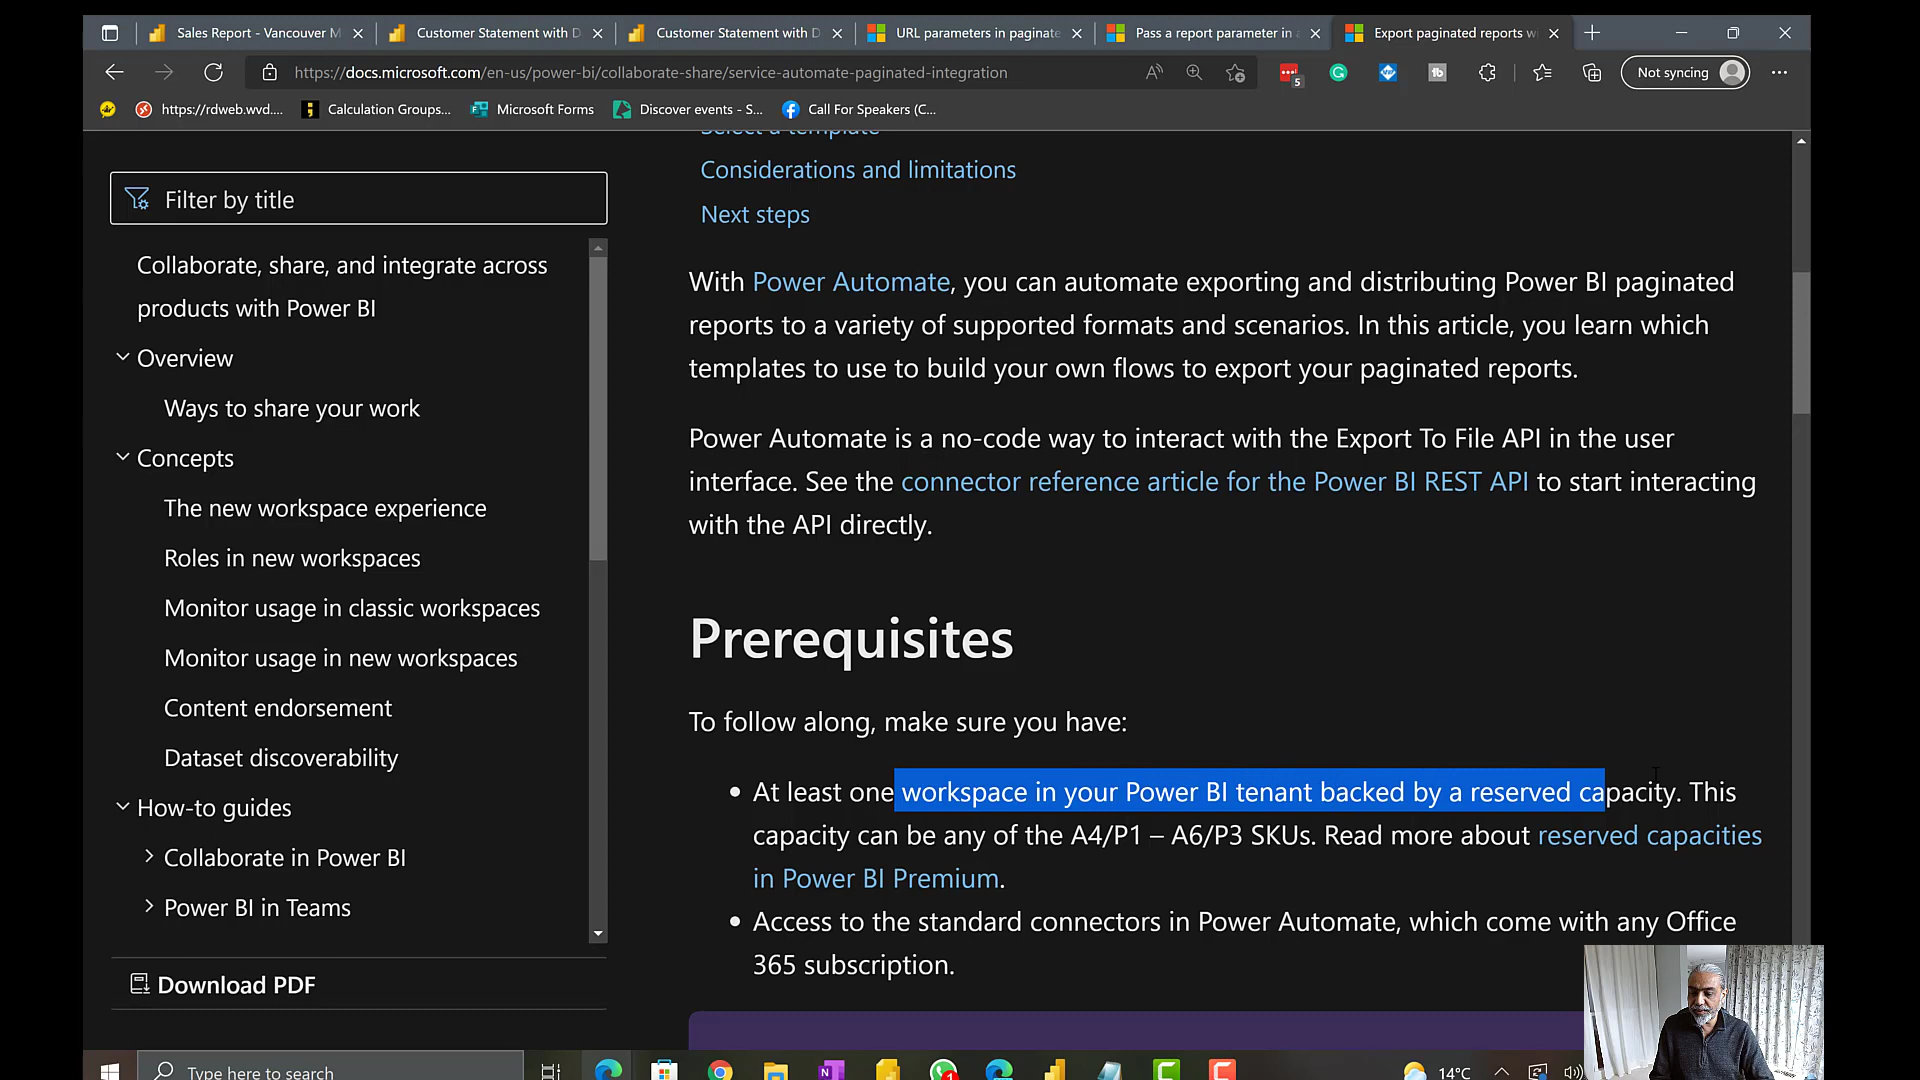 Sales Report - Vancouver M
Customer Statement with D
Customer Statement with D
URL parameters in paginate
Pass a report parameter in a
Export paginated reports w
https://docs.microsoft.com/en-us/power-bi/collaborate-share/service-automate-paginated-integration
5
Not syncing
https://rdweb.wvd....
Calculation Groups...
Microsoft Forms
Discover events - S...
Call For Speakers (C...
Filter by title
Collaborate, share, and integrate across
products with Power BI
Overview
Ways to share your work
Concepts
The new workspace experience
Roles in new workspaces
Monitor usage in classic workspaces
Monitor usage in new workspaces
Content endorsement
Dataset discoverability
How-to guides
Collaborate in Power BI
Power BI in Teams
Download PDF
Select a template
Considerations and limitations
Next steps
With Power Automate, you can automate exporting and distributing Power BI paginated
reports to a variety of supported formats and scenarios. In this article, you learn which
templates to use to build your own flows to export your paginated reports.
Power Automate is a no-code way to interact with the Export To File API in the user
interface. See the connector reference article for the Power BI REST API to start interacting
with the API directly.
Prerequisites
To follow along, make sure you have:
• At least one workspace in your Power BI tenant backed by a reserved capacity. This
capacity can be any of the A4/P1 – A6/P3 SKUs. Read more about reserved capacities
in Power BI Premium.
• Access to the standard connectors in Power Automate, which come with any Office
365 subscription.
Type here to search
1
14°C